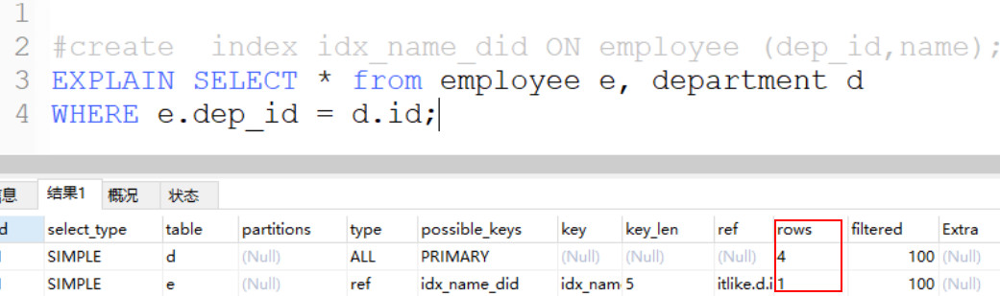 1
2 #create index idx_name_did ON employee (dep_id,name);
3 EXPLAIN SELECT * from employee e, department d
4 WHERE e.dep_id = d.id;
息 结果1 概况 状态
d select_type table partitions type possible_keys key key_len ref rows filtered Extra
SIMPLE d (Null) ALL PRIMARY (Null) (Null) (Null) 4 100 (Null)
SIMPLE e (Null) ref idx_name_did idx_nam 5 itlike.d.i 1 100 (Null)